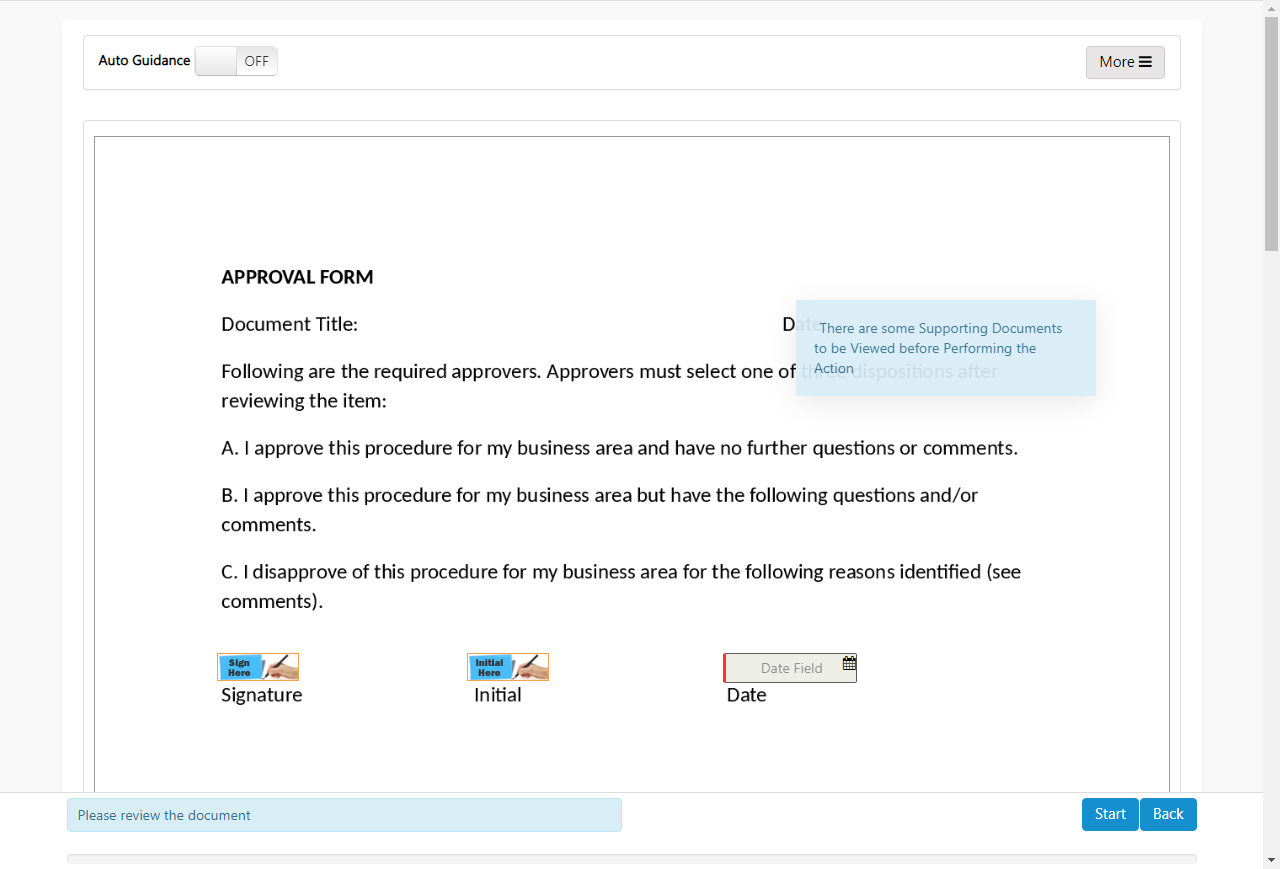 Auto Guidance OFF More
APPROVAL FORM
Document Title: Date:
There are some Supporting Documents
to be Viewed before Performing the
Action
Following are the required approvers. Approvers must select one of three dispositions after
reviewing the item:
A. I approve this procedure for my business area and have no further questions or comments.
B. I approve this procedure for my business area but have the following questions and/or
comments.
C. I disapprove of this procedure for my business area for the following reasons identified (see
comments).
Sign
Here
Initial
Here
Date Field
Signature Initial Date
Please review the document Start Back